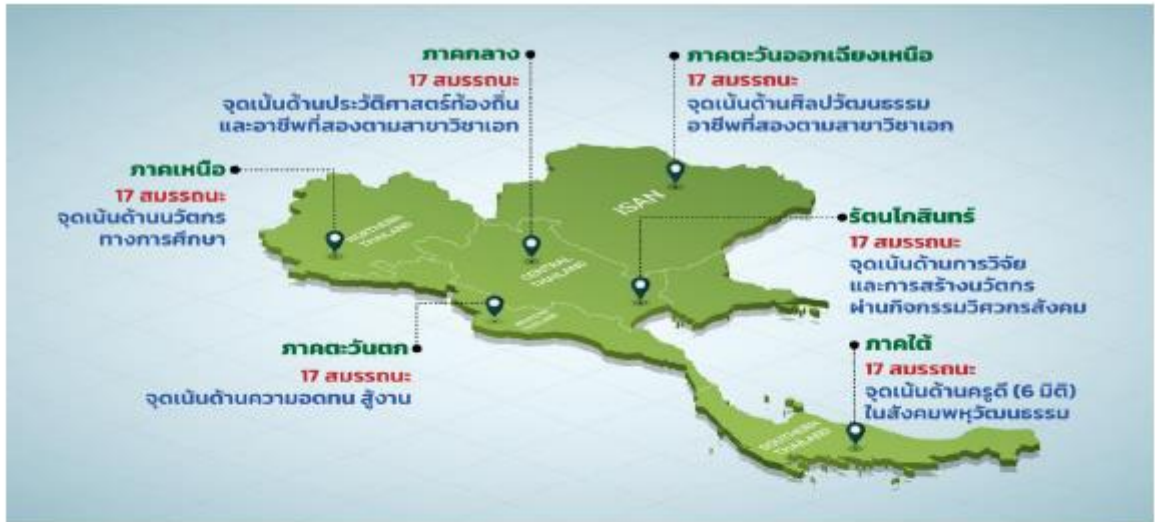 ภาคกลาง
17 สมรรถนะ
จุดเน้นด้านประวัติศาสตร์ท้องถิ่น
และอาชีพที่สองตามสาขาวิชาเอก
ภาคตะวันออกเฉียงเหนือ
17 สมรรถนะ
จุดเน้นด้านศิลปวัฒนธรรม
อาชีพที่สองตามสาขาวิชาเอก
ภาคเหนือ
17 สมรรถนะ
จุดเน้นด้านนวัตกร
ทางการศึกษา
รัตนโกสินทร์
17 สมรรถนะ
จุดเน้นด้านการวิจัย
และการสร้างนวัตกร
ผ่านกิจกรรมวิศวกรสังคม
ภาคตะวันตก
17 สมรรถนะ
จุดเน้นด้านความอดทน สู้งาน
ภาคใต้
17 สมรรถนะ
จุดเน้นด้านครูดี (6 มิติ)
ในสังคมพหุวัฒนธรรม
ISAN
NORTHERN
THAILAND
CENTRAL
THAILAND
SOUTHERN
THAILAND